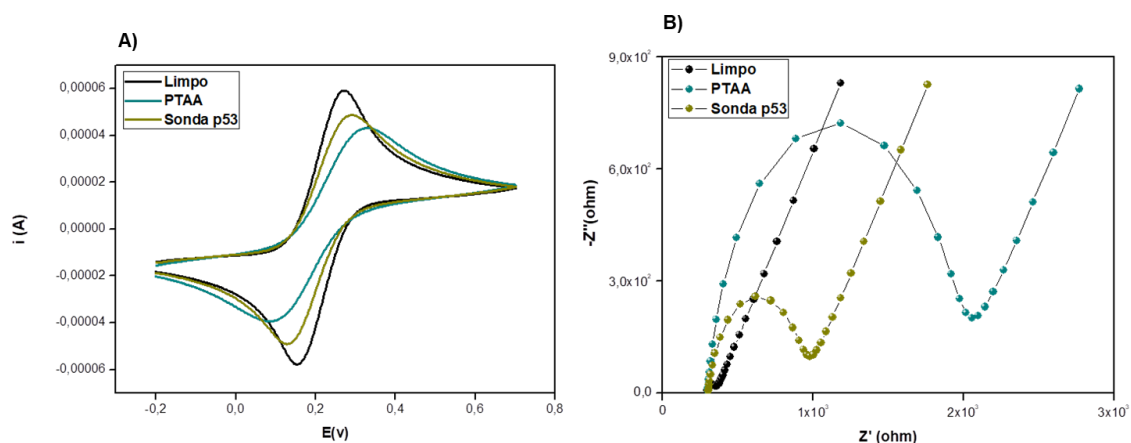 A)
Limpo
PTAA
Sonda p53
0,00006
0,00004
0,00002
0,00000
-0,00002
-0,00004
-0,00006
i (A)
-0,2
0,0
0,2
0,4
0,6
0,8
E(v)
B)
9,0x10²
Limpo
PTAA
Sonda p53
6,0x10²
3,0x10²
0,0
-Z"(ohm)
0
1x10³
2x10³
3x10³
Z' (ohm)